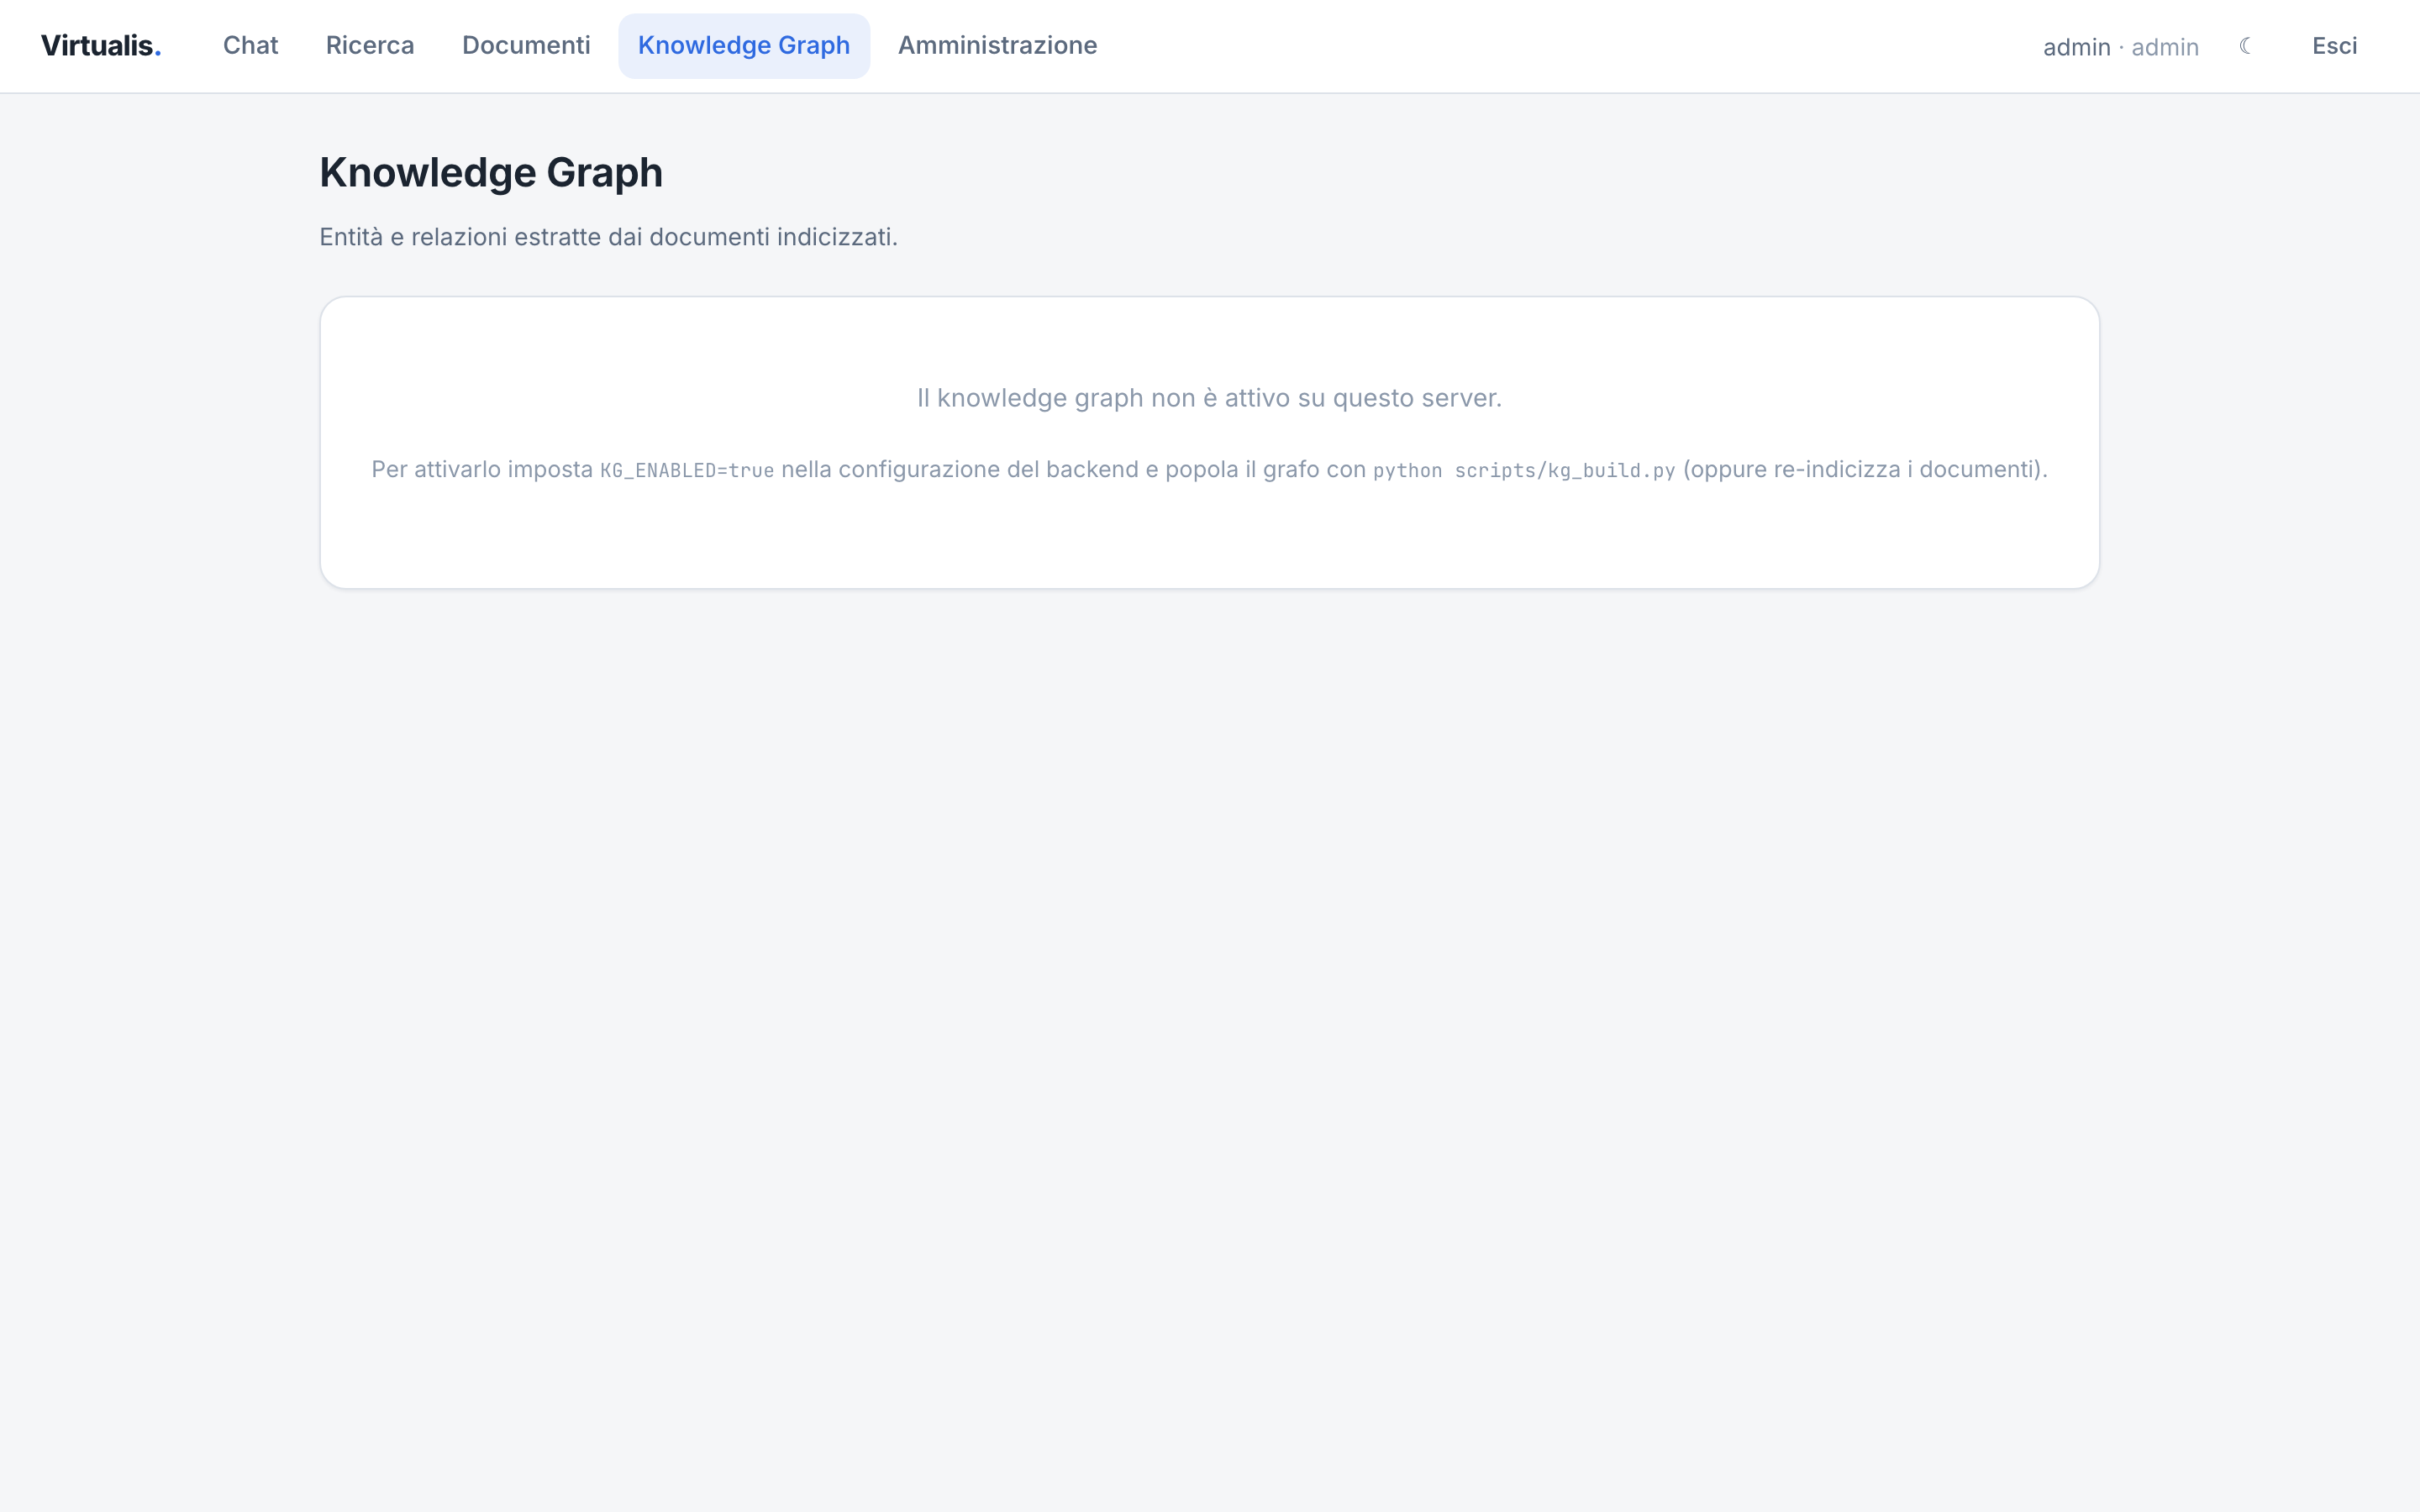 Virtualis. Chat Ricerca Documenti Knowledge Graph Amministrazione admin · admin ☾ Esci
Knowledge Graph
Entità e relazioni estratte dai documenti indicizzati.
Il knowledge graph non è attivo su questo server.
Per attivarlo imposta KG_ENABLED=true nella configurazione del backend e popola il grafo con python scripts/kg_build.py (oppure re-indicizza i documenti).